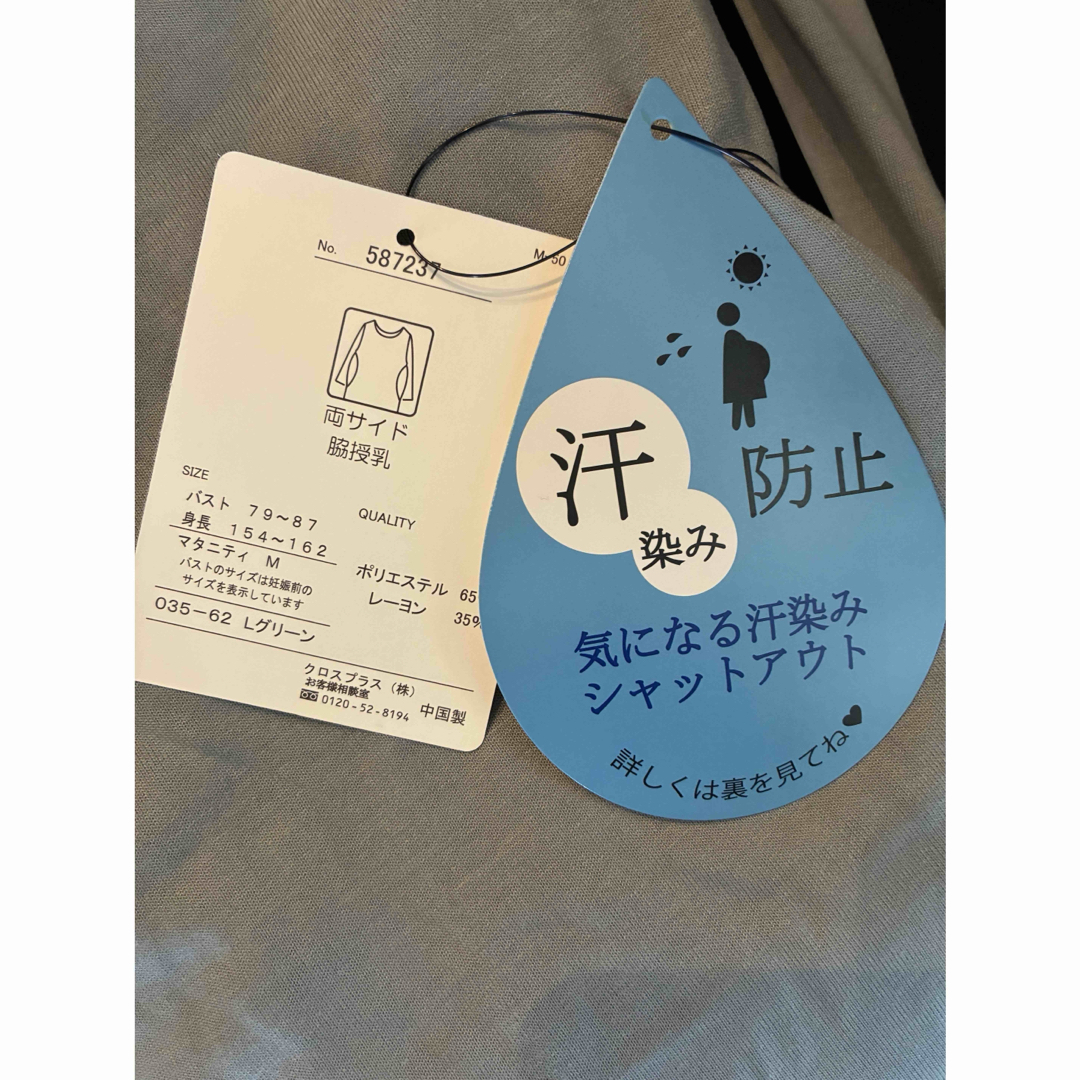 No. 587237
M-50
両サイド
脇授乳
SIZE
バスト 79～87
身長 154～162
マタニティ M
バストのサイズは妊娠前の
サイズを表示しています
QUALITY
ポリエステル 65
レーヨン 35%
035-62 Lグリーン
クロスプラス（株）
お客様相談室
0120-52-8194
中国製
汗
染み
防止
気になる汗染み
シャットアウト
詳しくは裏を見てね♥